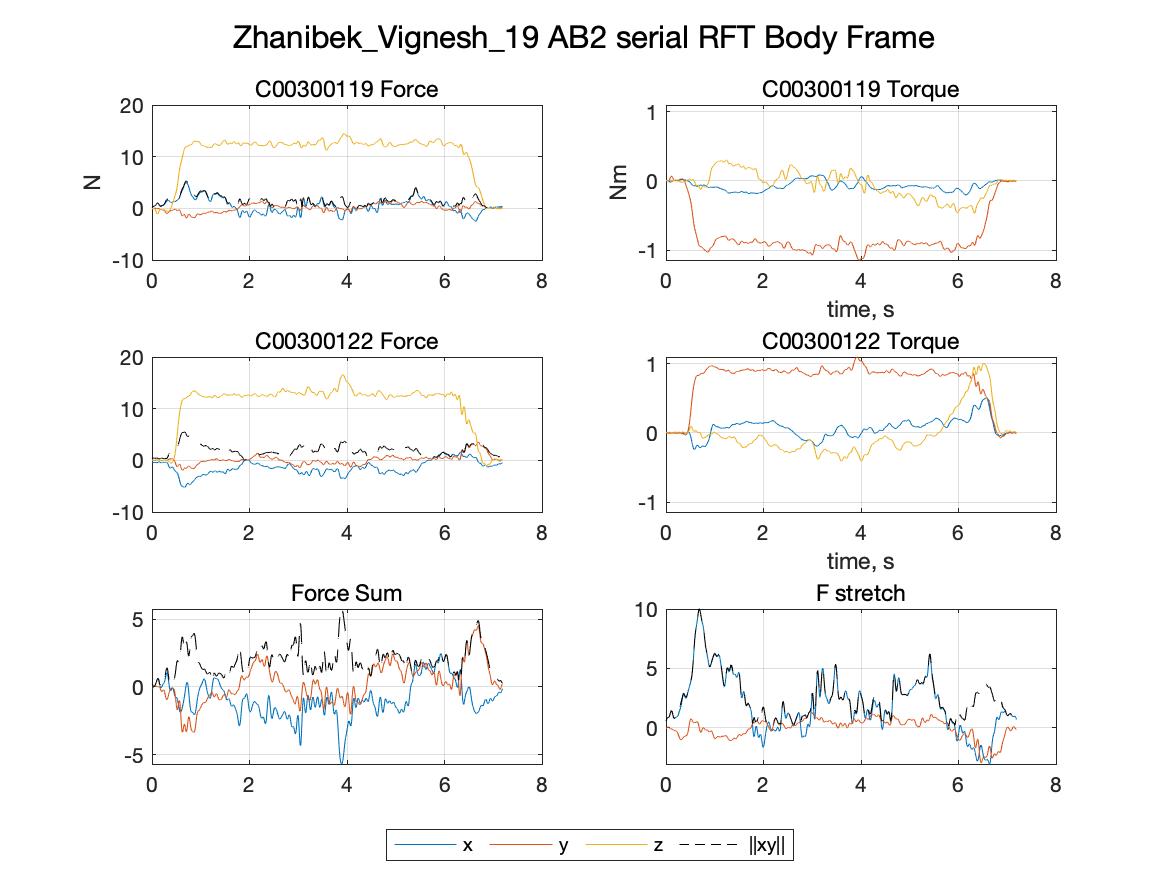 Zhanibek_Vignesh_19 AB2 serial RFT Body Frame
C00300119 Force
20
10
0
-10
N
0 2 4 6 8
C00300119 Torque
1
0
-1
Nm
0 2 4 6 8
time, s
C00300122 Force
20
10
0
-10
0 2 4 6 8
C00300122 Torque
1
0
-1
0 2 4 6 8
time, s
Force Sum
5
0
-5
0 2 4 6 8
F stretch
10
5
0
0 2 4 6 8
x y z ||xy||